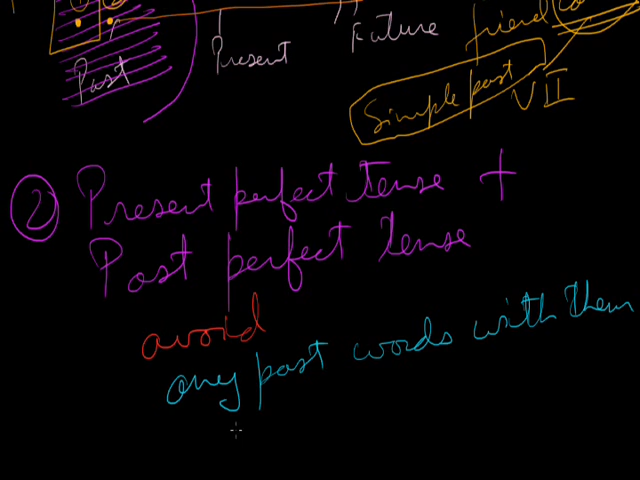 Past Present Future friend
Simple past VII
2 Present perfect Tense +
Past perfect tense
avoid
any past words with them